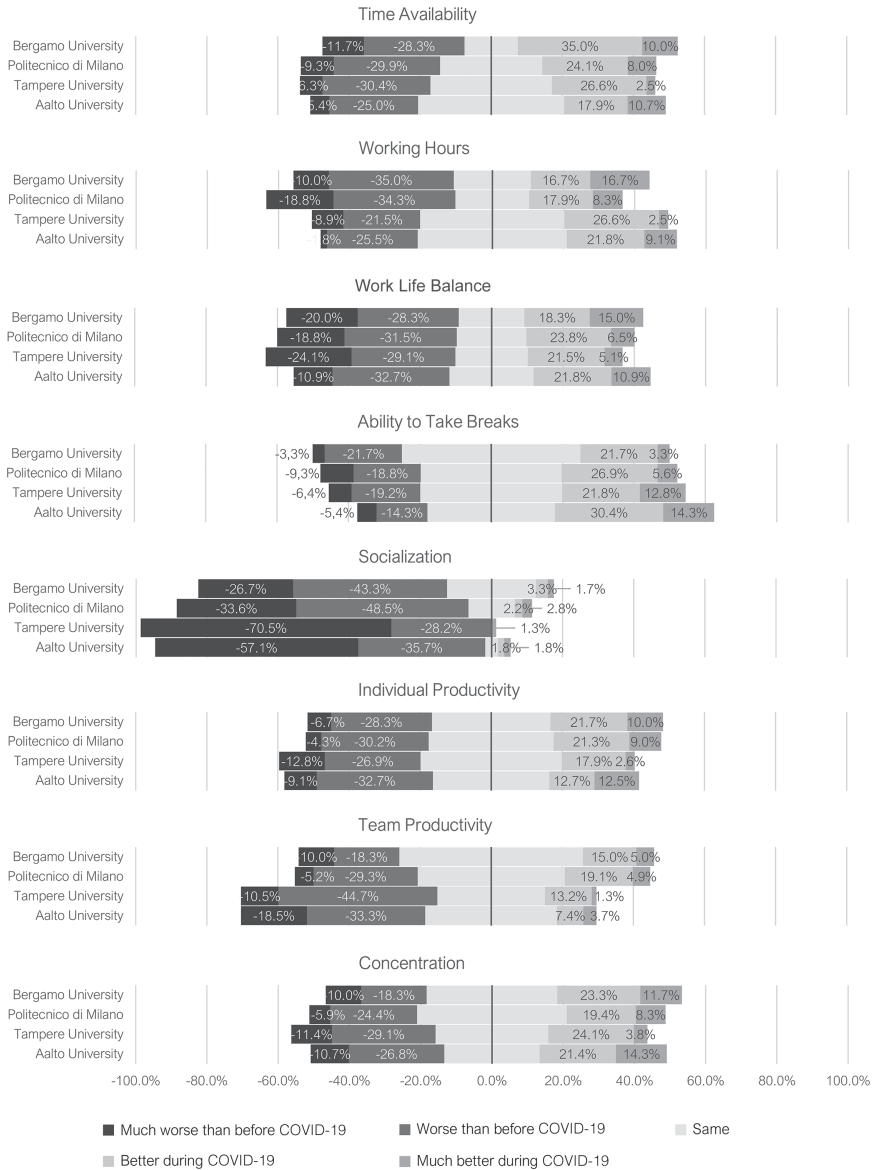 Time Availability
Bergamo University -11.7% -28.3% 35.0% 10.0%
Politecnico di Milano -9.3% -29.9% 24.1% 8.0%
Tampere University 6.3% -30.4% 26.6% 2.5%
Aalto University 5.4% -25.0% 17.9% 10.7%
Working Hours
Bergamo University 10.0% -35.0% 16.7% 16.7%
Politecnico di Milano -18.8% -34.3% 17.9% 8.3%
Tampere University -8.9% -21.5% 26.6% 2.5%
Aalto University 8% -25.5% 21.8% 9.1%
Work Life Balance
Bergamo University -20.0% -28.3% 18.3% 15.0%
Politecnico di Milano -18.8% -31.5% 23.8% 6.5%
Tampere University -24.1% -29.1% 21.5% 5.1%
Aalto University -10.9% -32.7% 21.8% 10.9%
Ability to Take Breaks
Bergamo University -3,3% -21.7% 21.7% 3.3%
Politecnico di Milano -9,3% -18.8% 26.9% 5.6%
Tampere University -6,4% -19.2% 21.8% 12.8%
Aalto University -5,4% -14.3% 30.4% 14.3%
Socialization
Bergamo University -26.7% -43.3% 3.3% 1.7%
Politecnico di Milano -33.6% -48.5% 2.2% 2.8%
Tampere University -70.5% -28.2% 1.3%
Aalto University -57.1% -35.7% 1.8% 1.8%
Individual Productivity
Bergamo University -6.7% -28.3% 21.7% 10.0%
Politecnico di Milano -4.3% -30.2% 21.3% 9.0%
Tampere University -12.8% -26.9% 17.9% 2.6%
Aalto University -9.1% -32.7% 12.7% 12.5%
Team Productivity
Bergamo University 10.0% -18.3% 15.0% 5.0%
Politecnico di Milano -5.2% -29.3% 19.1% 4.9%
Tampere University -10.5% -44.7% 13.2% 1.3%
Aalto University -18.5% -33.3% 7.4% 3.7%
Concentration
Bergamo University 10.0% -18.3% 23.3% 11.7%
Politecnico di Milano -5.9% -24.4% 19.4% 8.3%
Tampere University -11.4% -29.1% 24.1% 3.8%
Aalto University -10.7% -26.8% 21.4% 14.3%
-100.0% -80.0% -60.0% -40.0% -20.0% 0.0% 20.0% 40.0% 60.0% 80.0% 100.0%
Much worse than before COVID-19 Worse than before COVID-19 Same
Better during COVID-19 Much better during COVID-19